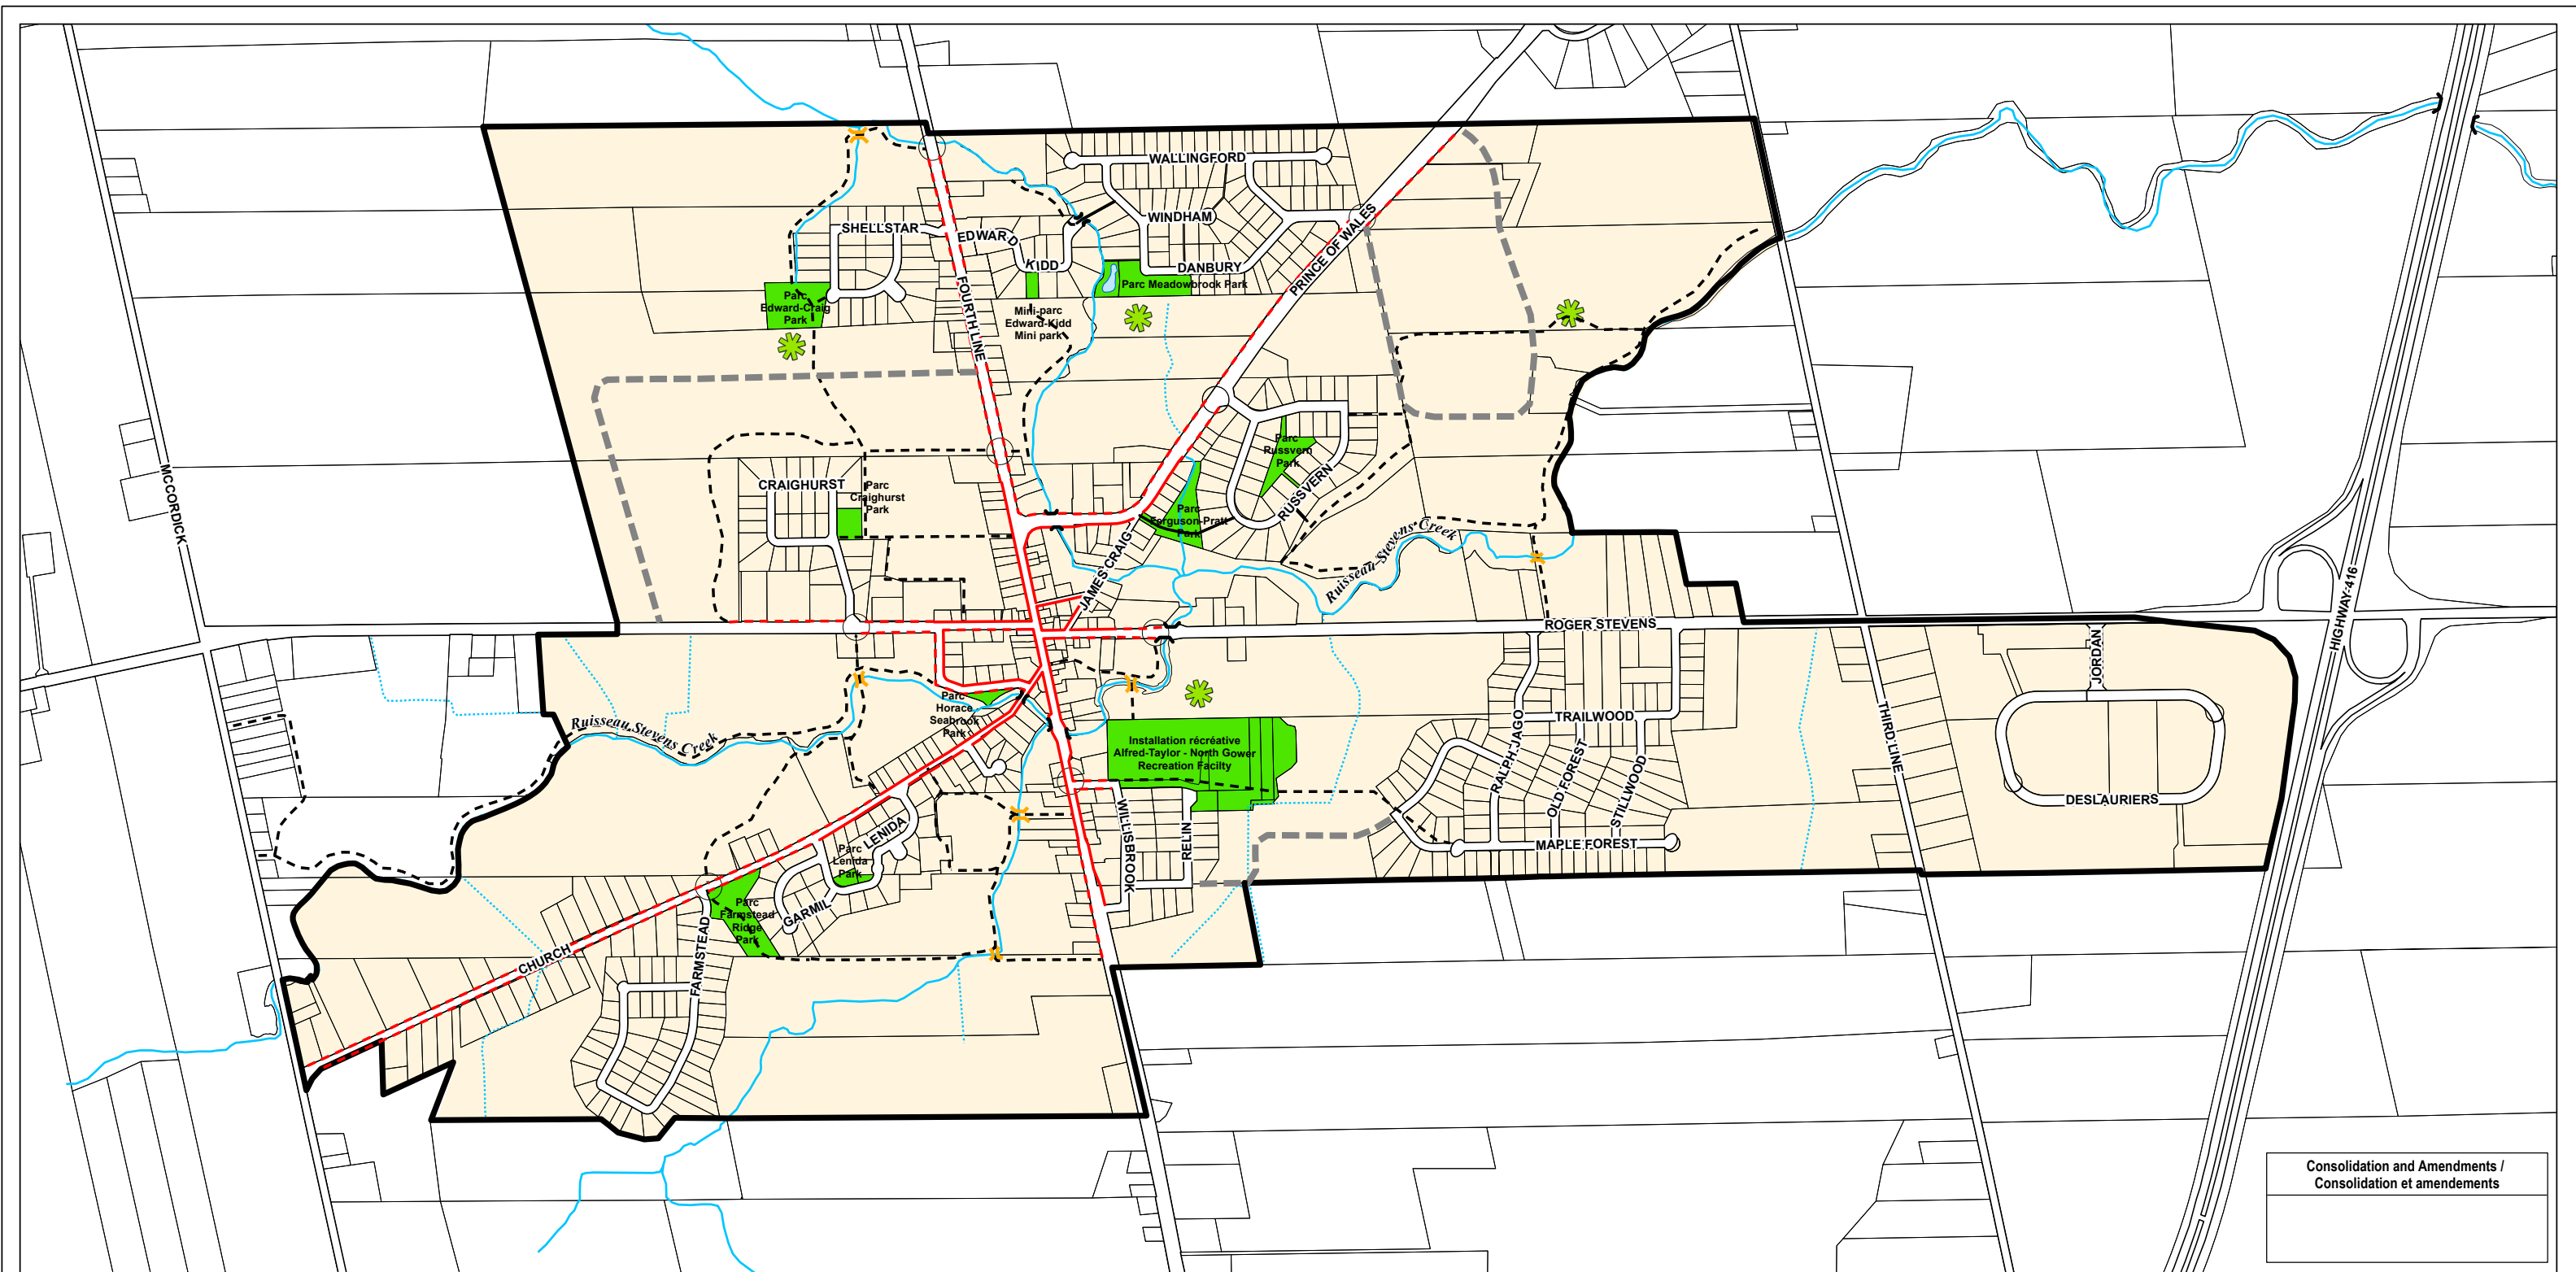 WALLINGFORD
WINDHAM
SHELLSTAR
EDWARD
KIDD
DANBURY
PRINCE OF WALES
Parc Meadowbrook Park
Parc
Edward-Craig
Park
FOURTH LINE
Mini-parc
Edward-Kidd
Mini park
MCCORDICK
CRAIGHURST
Parc
Craighurst
Park
Parc
Russvern
Park
RUSSVERN
Parc
Ferguson-Pratt
Park
JAMES CRAIG
Ruisseau-Stevens Creek
HIGHWAY 416
ROGER STEVENS
JORDAN
Parc
Horace
Seabrook
Park
Ruisseau Stevens Creek
Installation récréative
Alfred-Taylor - North Gower
Recreation Facilty
TRAILWOOD
RALPH JAGO
OLD FOREST
STILLWOOD
THIRD LINE
DESLAURIERS
MAPLE FOREST
WILLISBROOK
RELIN
LENIDA
Parc
Lenida
Park
GARMIL
Parc
Farmstead
Ridge
Park
FARMSTEAD
CHURCH
Consolidation and Amendments /
Consolidation et amendements